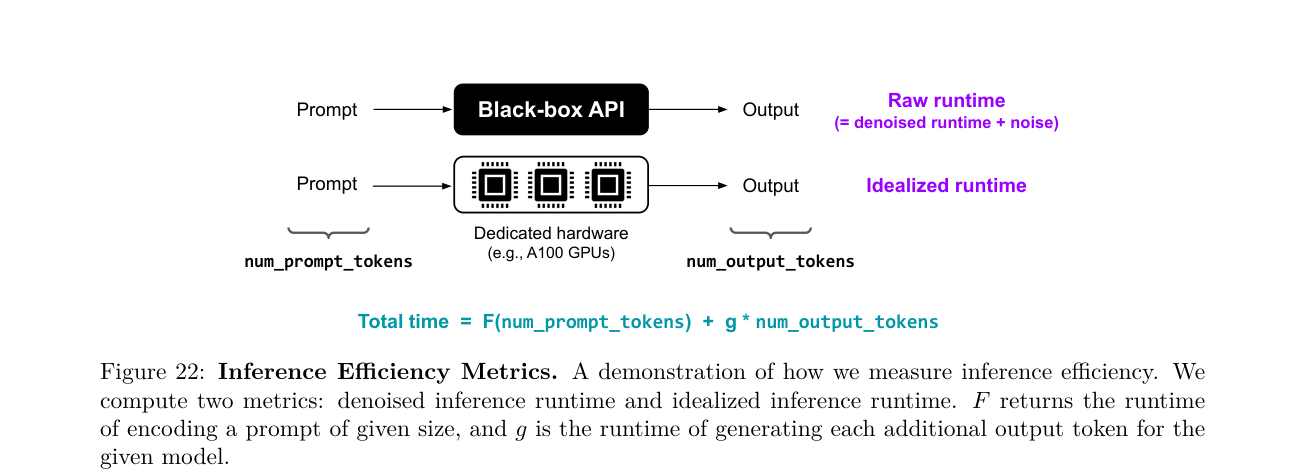 Prompt Black-box API Output Raw runtime
(= denoised runtime + noise)
Prompt Output Idealized runtime
Dedicated hardware
(e.g., A100 GPUs)
num_prompt_tokens num_output_tokens
Total time = F(num_prompt_tokens) + g * num_output_tokens
Figure 22: Inference Efficiency Metrics. A demonstration of how we measure inference efficiency. We
compute two metrics: denoised inference runtime and idealized inference runtime. F returns the runtime
of encoding a prompt of given size, and g is the runtime of generating each additional output token for the
given model.